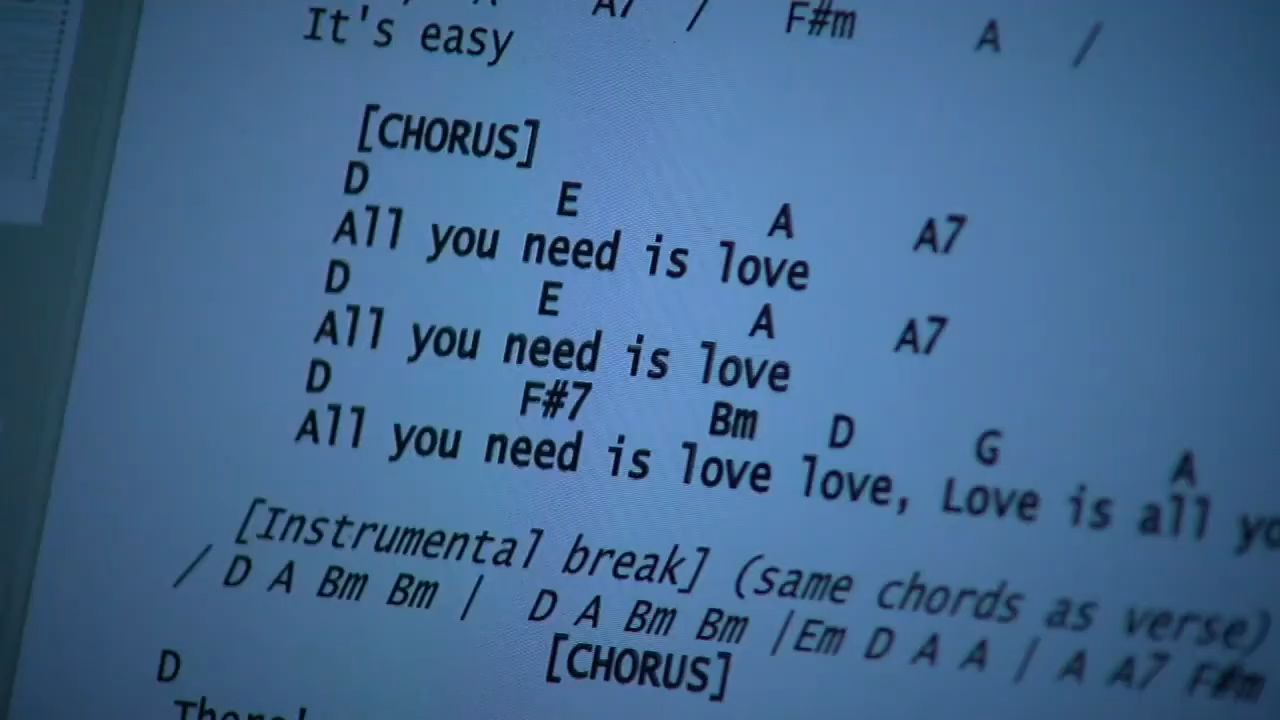 A7 / F#m A /
It's easy
[CHORUS]
D E A A7
All you need is love
D E A A7
All you need is love
D F#7 Bm D G A
All you need is love love, Love is all
[Instrumental break] (same chords as verse)
/ D A Bm Bm / D A Bm Bm /Em D A A / A A7 F#m
[CHORUS]
D